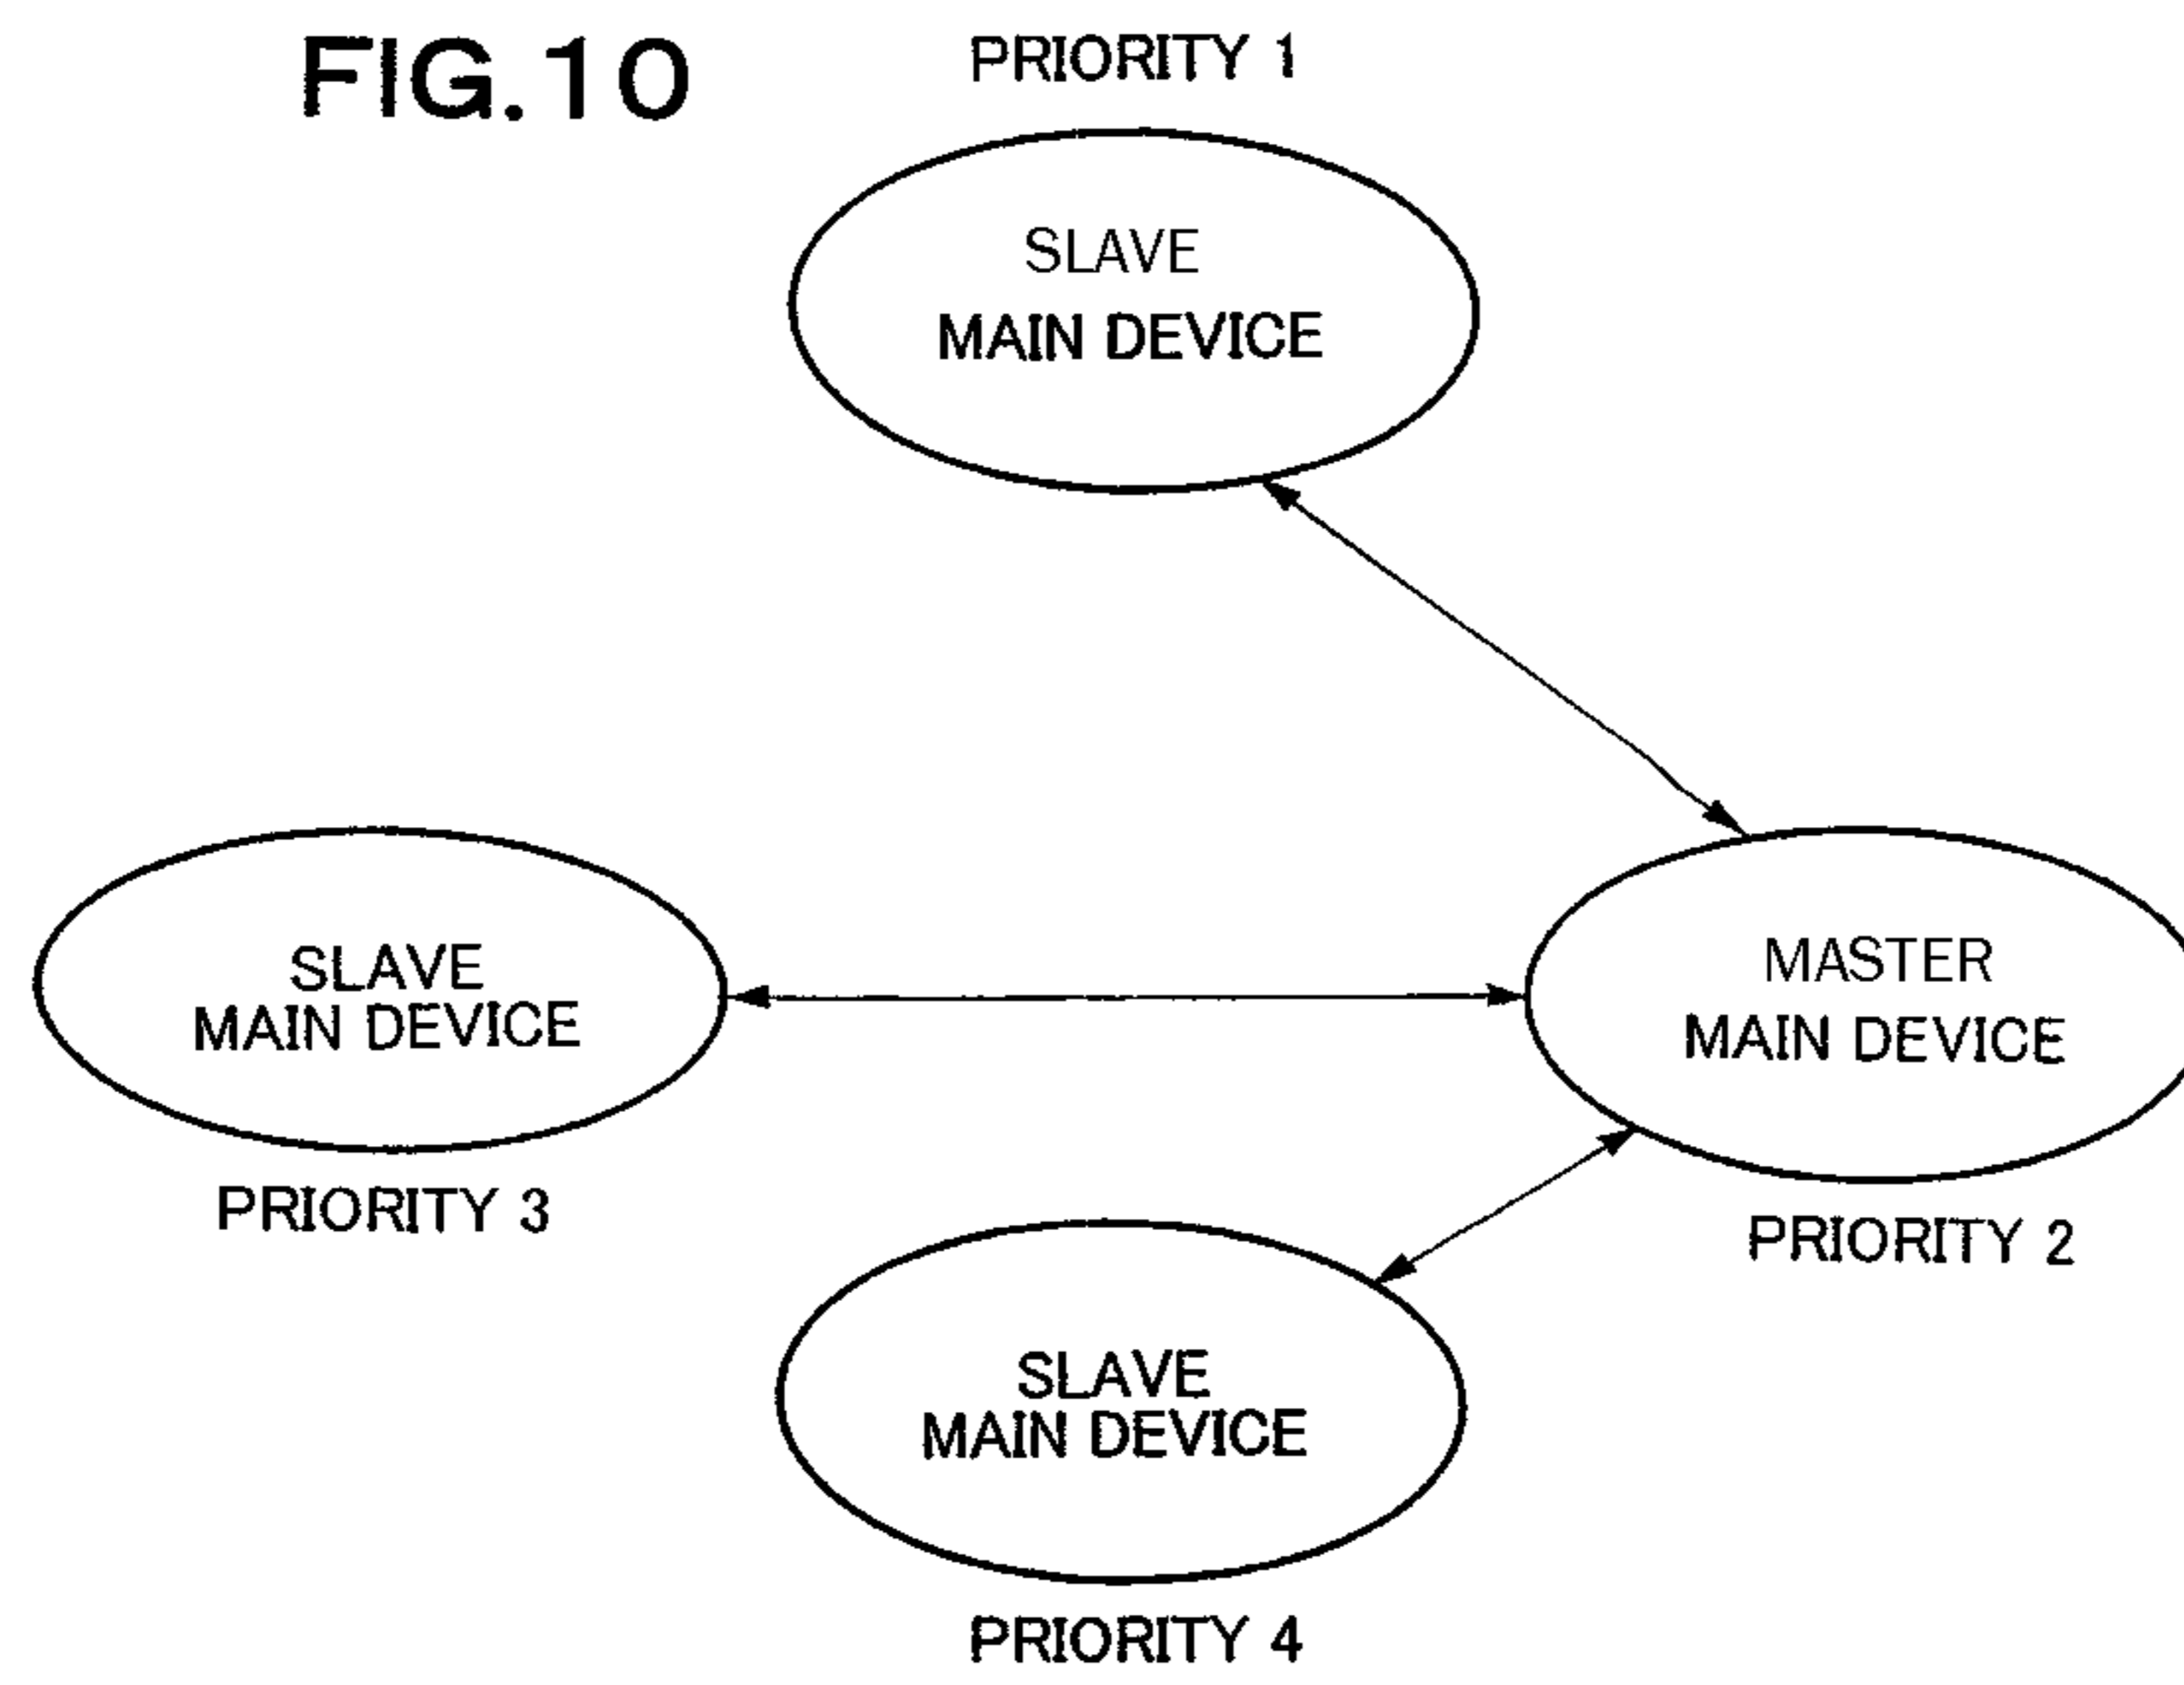 FIG.10
PRIORITY 1
SLAVE
MAIN DEVICE
SLAVE
MAIN DEVICE
PRIORITY 3
MASTER
MAIN DEVICE
PRIORITY 2
SLAVE
MAIN DEVICE
PRIORITY 4